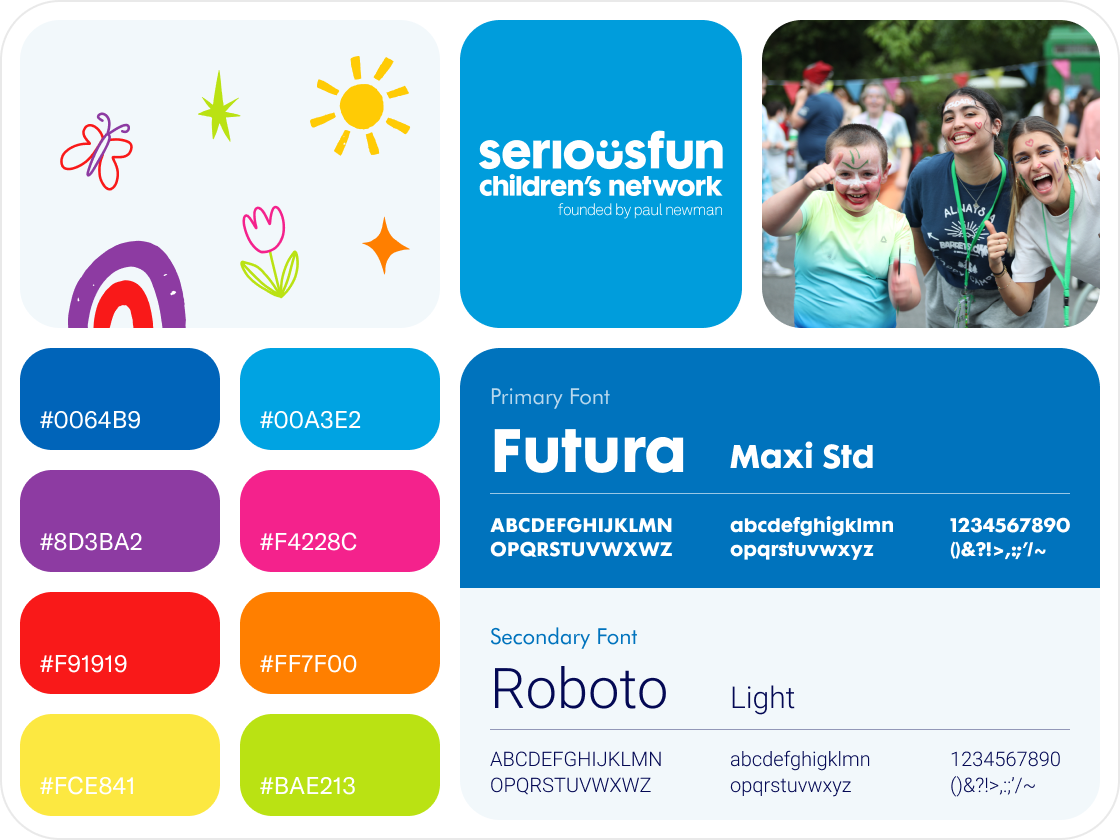 seriousfun
children's network
founded by paul newman
#0064B9
#00A3E2
#8D3BA2
#F4228C
#F91919
#FF7F00
#FCE841
#BAE213
Primary Font
Futura
Maxi Std
ABCDEFGHIJKLMN
OPQRSTUVWXWZ
abcdefghigklmn
opqrstuvwxyz
1234567890
()&?!>,:;'/~
Secondary Font
Roboto
Light
ABCDEFGHIJKLMN
OPQRSTUVWXWZ
abcdefghigklmn
opqrstuvwxyz
1234567890
()&?!>,:;'/~